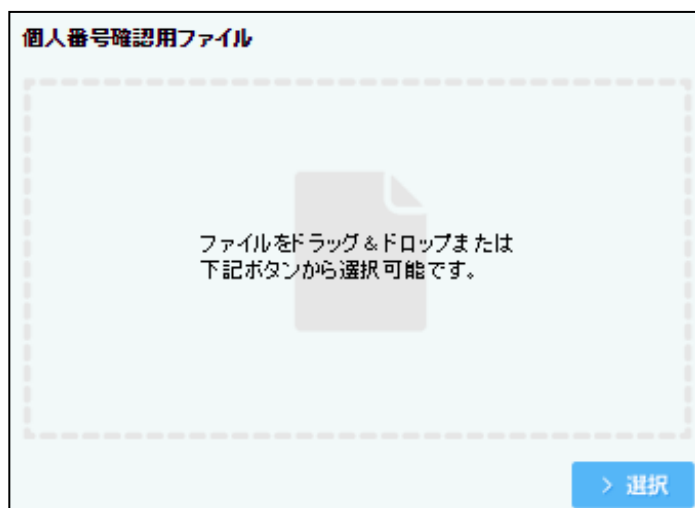 個人番号確認用ファイル
ファイルをドラッグ&ドロップまたは
下記ボタンから選択可能です。
> 選択